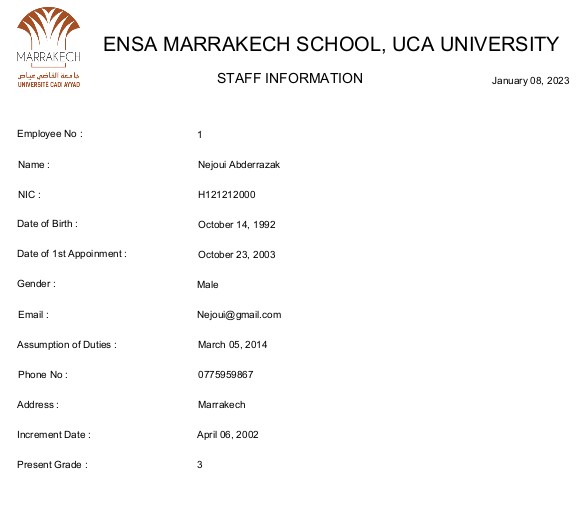 MARRAKECH
جامعة القاضي عياض
UNIVERSITÉ CADI AYYAD
ENSA MARRAKECH SCHOOL, UCA UNIVERSITY
STAFF INFORMATION
January 08, 2023
Employee No : 1
Name : Nejoui Abderrazak
NIC : H121212000
Date of Birth : October 14, 1992
Date of 1st Appoinment : October 23, 2003
Gender : Male
Email : Nejoui@gmail.com
Assumption of Duties : March 05, 2014
Phone No : 0775959867
Address : Marrakech
Increment Date : April 06, 2002
Present Grade : 3